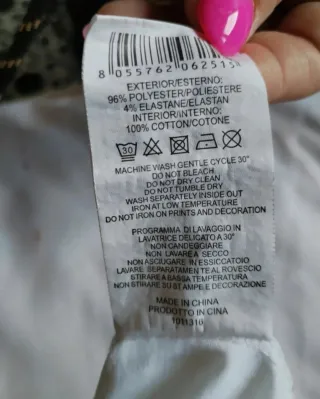 8 055762 062515
EXTERIOR/ESTERNO:
96% POLYESTER/POLIESTERE
4% ELASTANE/ELASTAN
INTERIOR/INTERNO:
100% COTTON/COTONE
30
MACHINE WASH GENTLE CYCLE 30°
DO NOT BLEACH
DO NOT DRY CLEAN
DO NOT TUMBLE DRY
WASH SEPARATELY INSIDE OUT
IRON AT LOW TEMPERATURE
DO NOT IRON ON PRINTS AND DECORATION
PROGRAMMA DI LAVAGGIO IN
LAVATRICE DELICATO A 30°
NON CANDEGGIARE
NON LAVARE A SECCO
NON ASCIUGARE IN ESSICCATOIO
LAVARE SEPARATAMENTE AL ROVESCIO
STIRARE A BASSA TEMPERATURA
NON STIRARE SU STAMPE E DECORAZIONE
MADE IN CHINA
PRODOTTO IN CINA
1011310